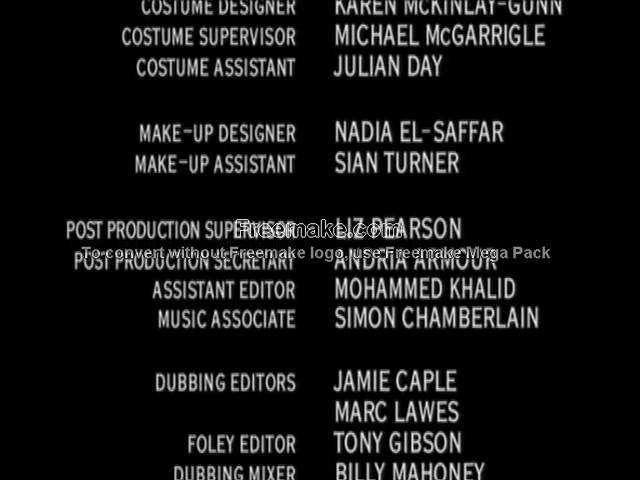 COSTUME DESIGNER KAREN McKINLAY-GUNN
COSTUME SUPERVISOR MICHAEL McGARRIGLE
COSTUME ASSISTANT JULIAN DAY
MAKE-UP DESIGNER NADIA EL-SAFFAR
MAKE-UP ASSISTANT SIAN TURNER
POST PRODUCTION SUPERVISOR LIZ PEARSON
Freemake.com
To convert without Freemake logo, use Freemake Mega Pack
POST PRODUCTION SECRETARY ANDRIA ARMOUR
ASSISTANT EDITOR MOHAMMED KHALID
MUSIC ASSOCIATE SIMON CHAMBERLAIN
DUBBING EDITORS JAMIE CAPLE
MARC LAWES
FOLEY EDITOR TONY GIBSON
DUBBING MIXER BILLY MAHONEY